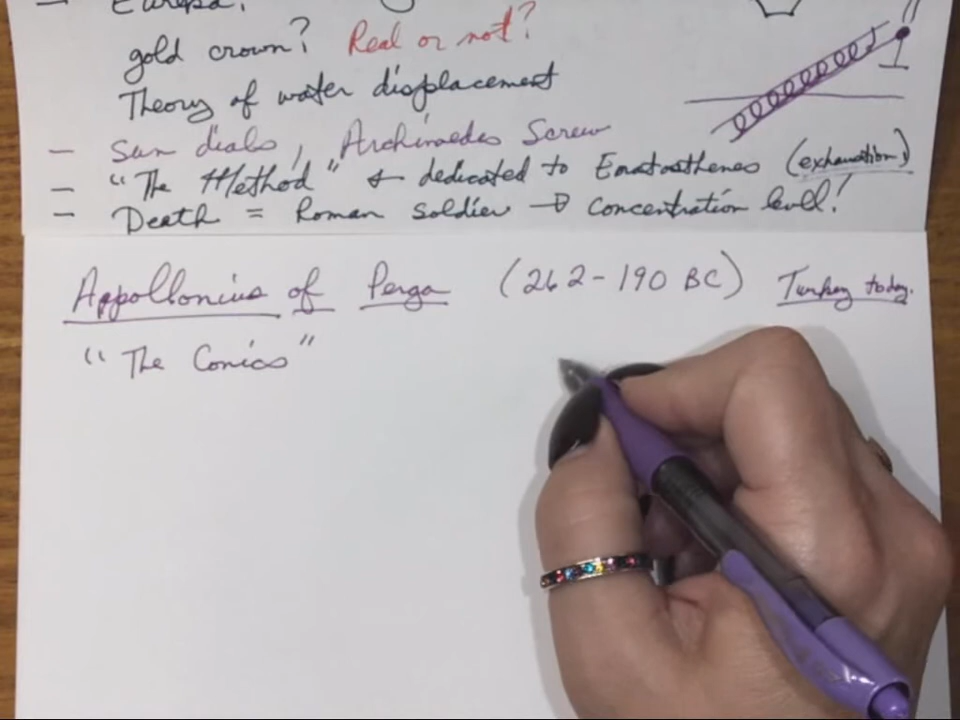 — Eureka!
gold crown? Real or not?
Theory of water displacement
— Sun dials, Archimedes Screw
— "The Method" ← dedicated to Eratosthenes (exhaustion)
— Death = Roman soldier → concentration level!
Appollonius of Perga (262-190 BC) Turkey today.
"The Conics"